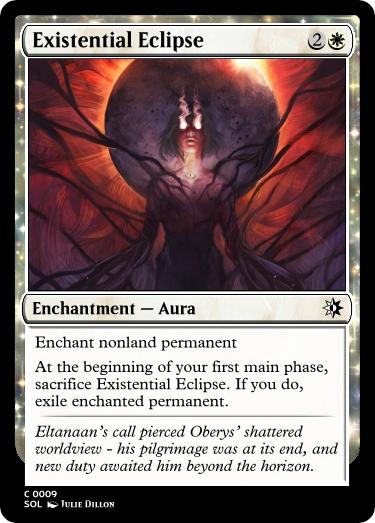 Existential Eclipse 2
Enchantment — Aura
Enchant nonland permanent
At the beginning of your first main phase,
sacrifice Existential Eclipse. If you do,
exile enchanted permanent.
Eltanaan's call pierced Oberys' shattered
worldview - his pilgrimage was at its end, and
new duty awaited him beyond the horizon.
C 0009
SOL JULIE DILLON